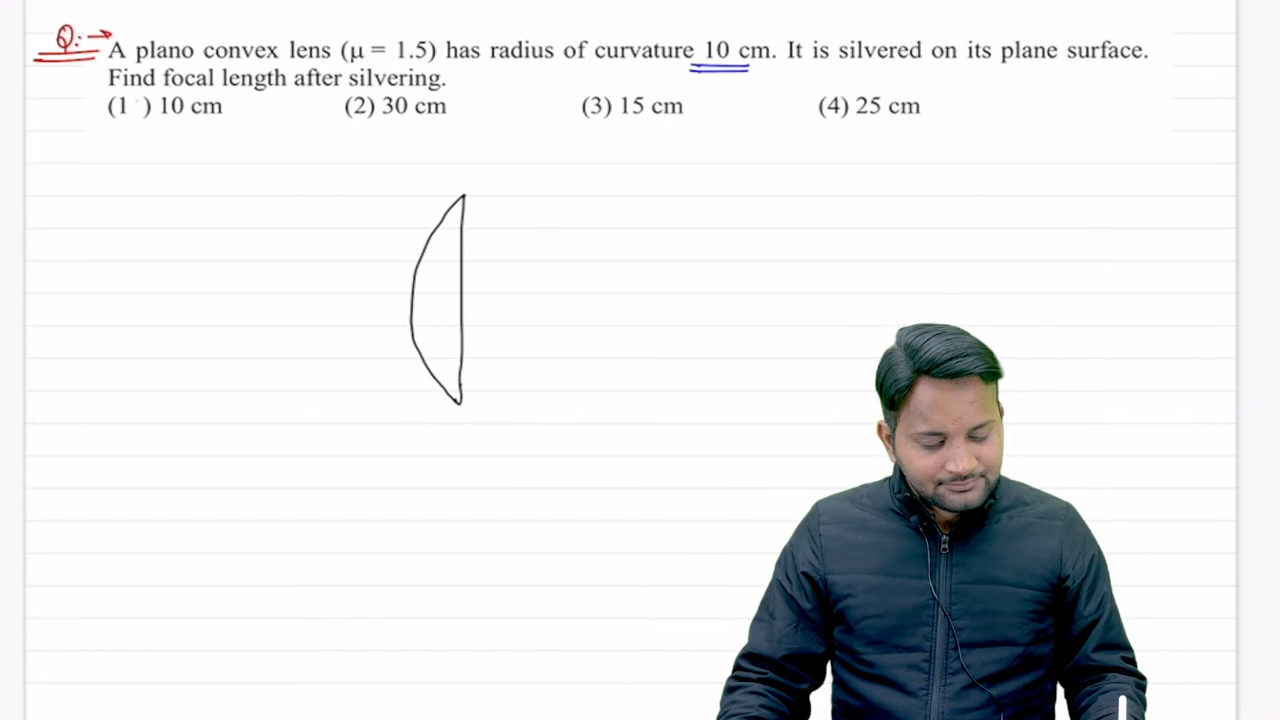 Q:→ A plano convex lens (μ = 1.5) has radius of curvature 10 cm. It is silvered on its plane surface.
Find focal length after silvering.
(1 ) 10 cm (2) 30 cm (3) 15 cm (4) 25 cm